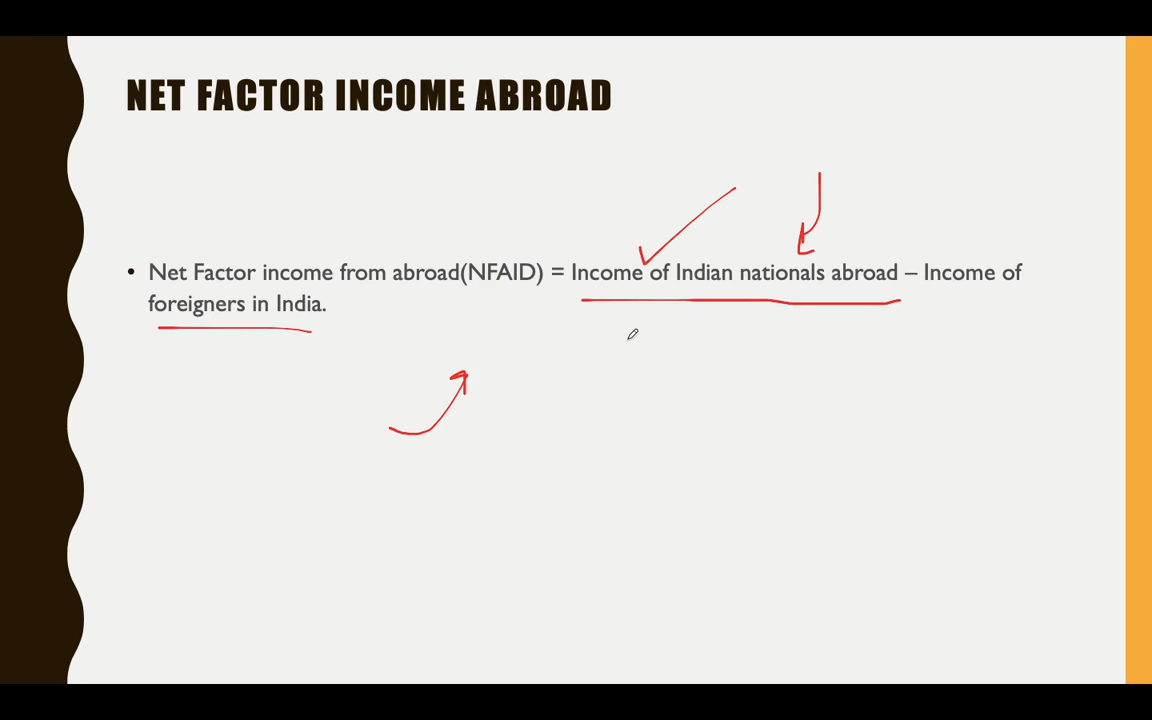 NET FACTOR INCOME ABROAD
• Net Factor income from abroad(NFAID) = Income of Indian nationals abroad – Income of
foreigners in India.